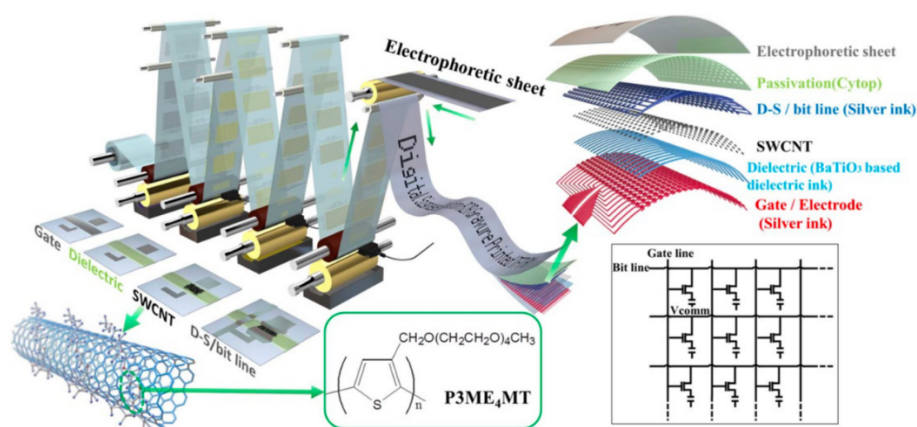 Electrophoretic sheet
Electrophoretic sheet
Passivation(Cytop)
D-S / bit line (Silver ink)
SWCNT
Dielectric (BaTiO₃ based
dielectric ink)
Gate / Electrode
(Silver ink)
Gate
Dielectric
SWCNT
D-S/bit line
CH₂O(CH₂CH₂O)₄CH₃
S
n
P3ME₄MT
Gate line
Bit line
Vcomm